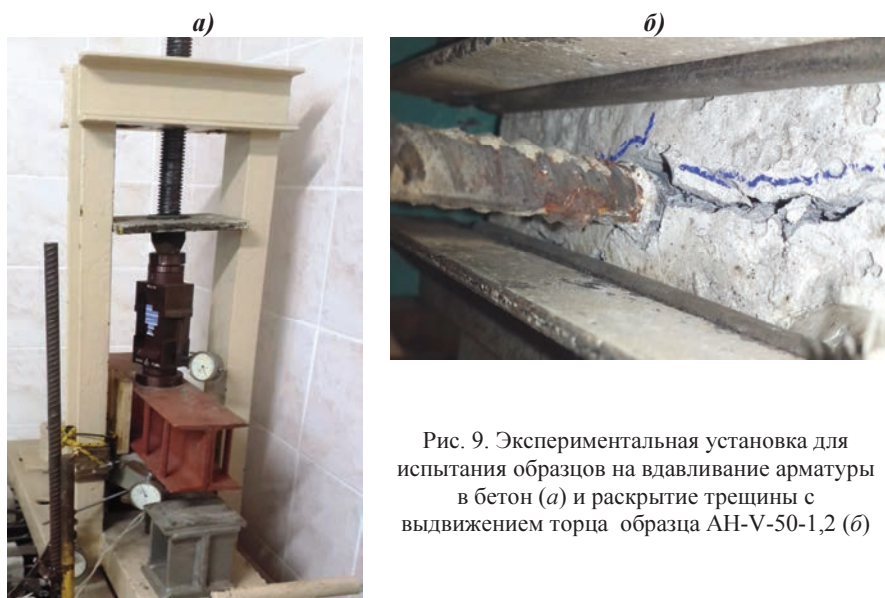 а)
б)
Рис. 9. Экспериментальная установка для
испытания образцов на вдавливание арматуры
в бетон (а) и раскрытие трещины с
выдвижением торца образца АН-V-50-1,2 (б)